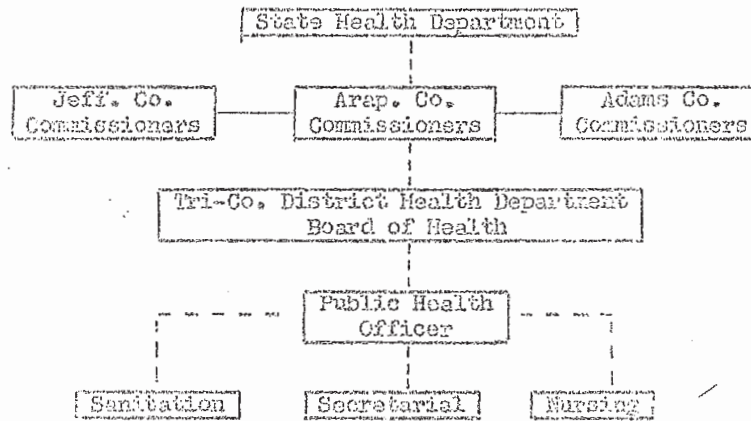 State Health Department
Jeff. Co.
Commissioners
Arap. Co.
Commissioners
Adams Co.
Commissioners
Tri-Co. District Health Department
Board of Health
Public Health
Officer
Sanitation
Secretarial
Nursing